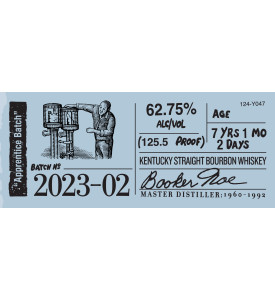 "Apprentice Batch"
BATCH Nº
2023-02
62.75%
ALC/VOL
(125.5 PROOF)
124-Y047
AGE
7 YRS 1 MO
2 DAYS
KENTUCKY STRAIGHT BOURBON WHISKEY
Booker Noe
MASTER DISTILLER: 1960-1992